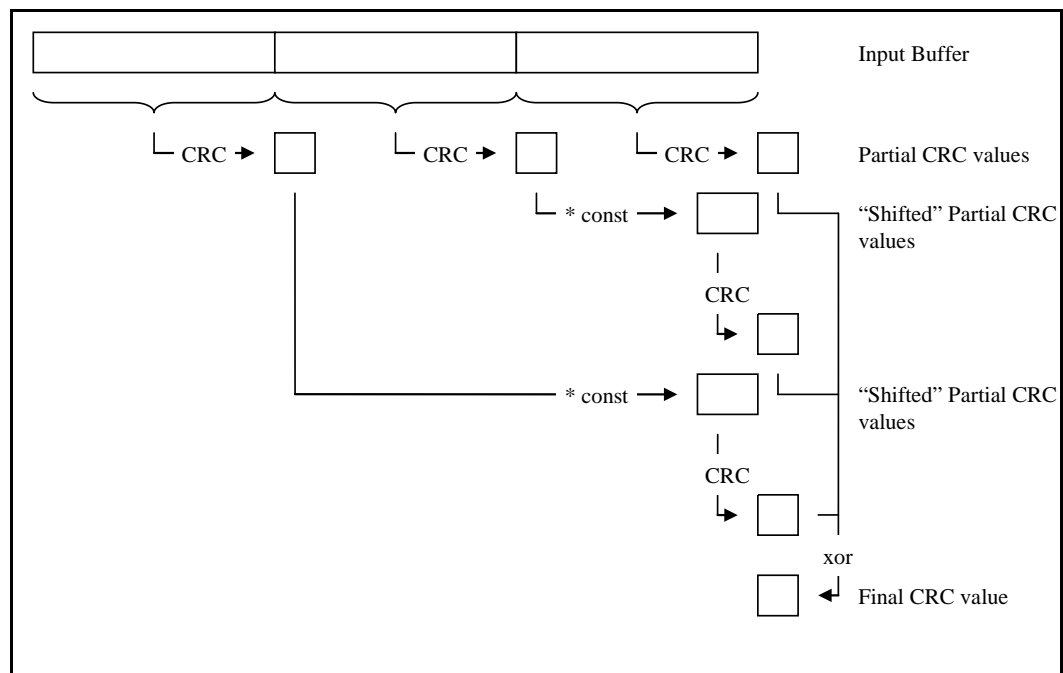 Input Buffer
CRC CRC CRC Partial CRC values
* const “Shifted” Partial CRC
values
CRC
* const “Shifted” Partial CRC
values
CRC
xor
Final CRC value